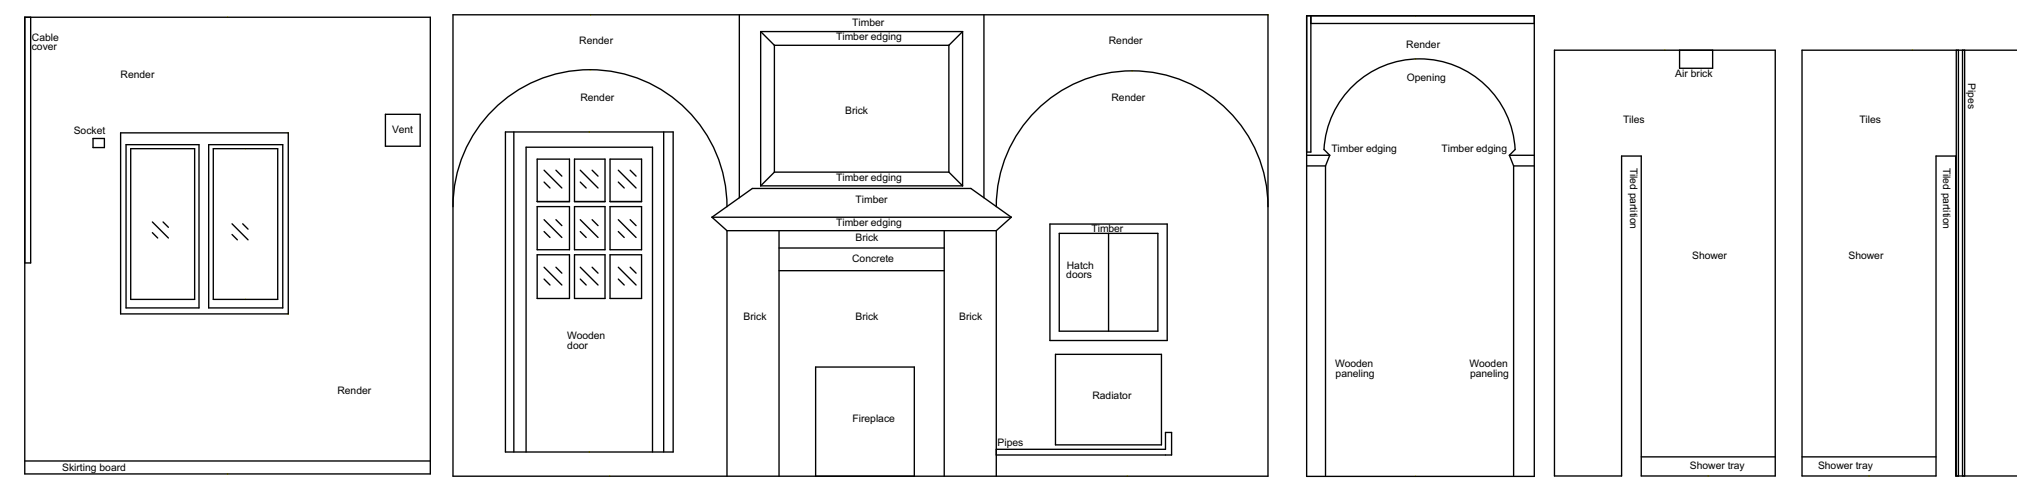 Cable
cover
Render
Socket
Vent
Render
Skirting board
Timber
Timber edging
Render
Render
Render
Brick
Render
Timber edging
Timber
Timber edging
Brick
Concrete
Timber
Hatch
doors
Brick
Brick
Brick
Wooden
door
Radiator
Fireplace
Pipes
Render
Opening
Timber edging
Timber edging
Wooden
paneling
Wooden
paneling
Air brick
Tiles
Tiled partition
Shower
Shower tray
Pipes
Tiles
Tiled partition
Shower
Shower tray